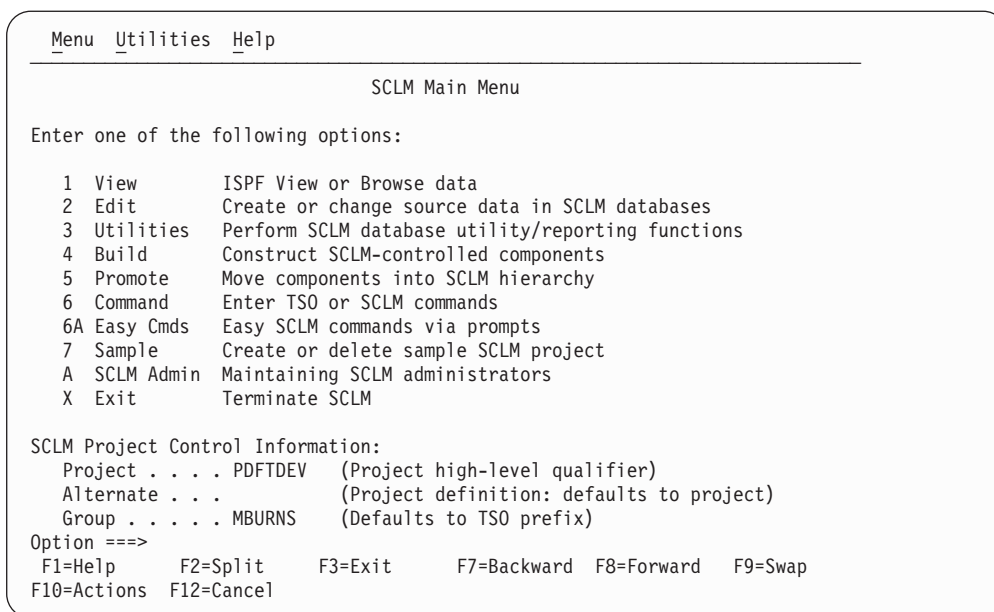 Menu Utilities Help
SCLM Main Menu
Enter one of the following options:
1 View ISPF View or Browse data
2 Edit Create or change source data in SCLM databases
3 Utilities Perform SCLM database utility/reporting functions
4 Build Construct SCLM-controlled components
5 Promote Move components into SCLM hierarchy
6 Command Enter TSO or SCLM commands
6A Easy Cmds Easy SCLM commands via prompts
7 Sample Create or delete sample SCLM project
A SCLM Admin Maintaining SCLM administrators
X Exit Terminate SCLM
SCLM Project Control Information:
Project . . . . PDFTDEV (Project high-level qualifier)
Alternate . . . (Project definition: defaults to project)
Group . . . . . MBURNS (Defaults to TSO prefix)
Option ===>
F1=Help F2=Split F3=Exit F7=Backward F8=Forward F9=Swap
F10=Actions F12=Cancel